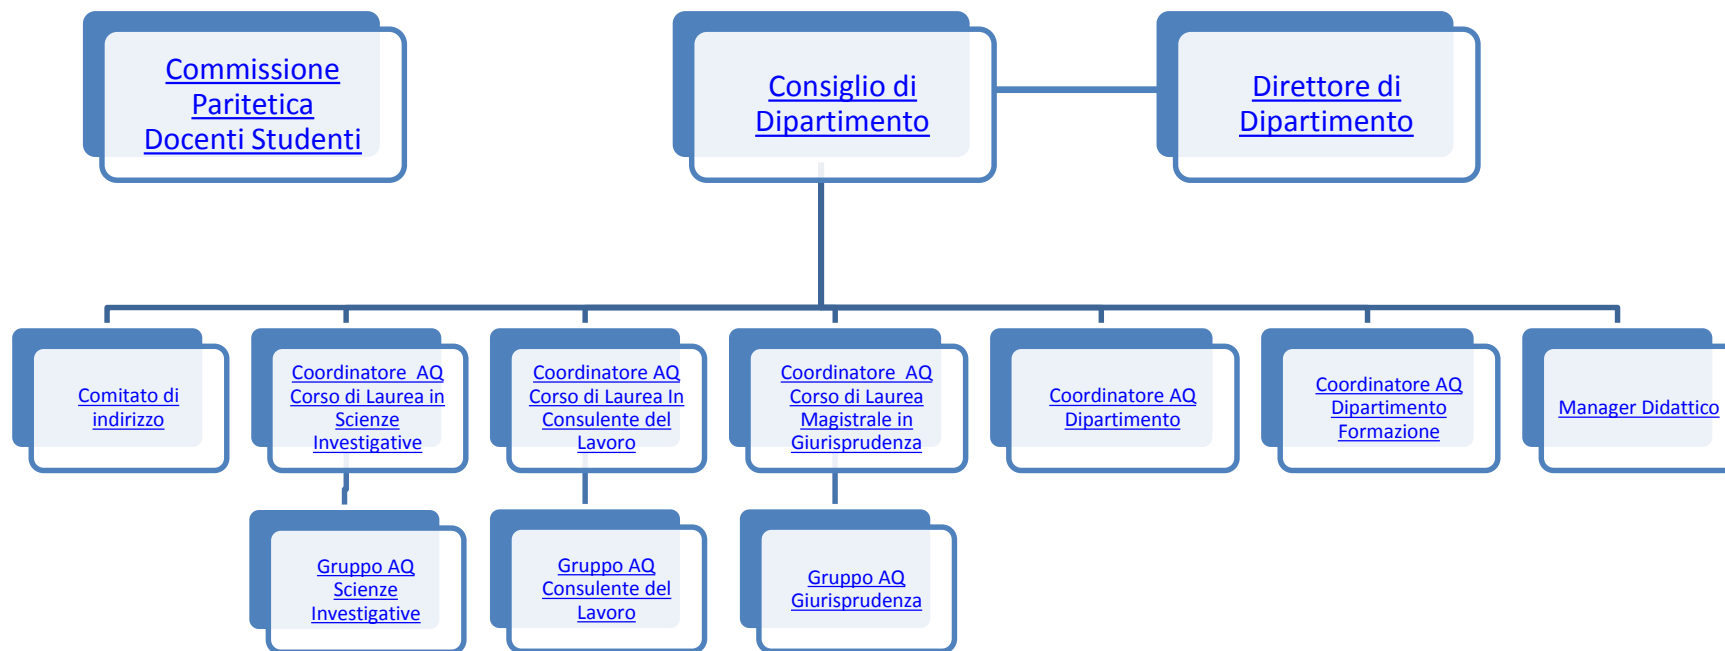 Commissione
Paritetica
Docenti Studenti
Consiglio di
Dipartimento
Direttore di
Dipartimento
Comitato di
indirizzo
Coordinatore AQ
Corso di Laurea in
Scienze
Investigative
Coordinatore AQ
Corso di Laurea In
Consulente del
Lavoro
Coordinatore AQ
Corso di Laurea
Magistrale in
Giurisprudenza
Coordinatore AQ
Dipartimento
Coordinatore AQ
Dipartimento
Formazione
Manager Didattico
Gruppo AQ
Scienze
Investigative
Gruppo AQ
Consulente del
Lavoro
Gruppo AQ
Giurisprudenza